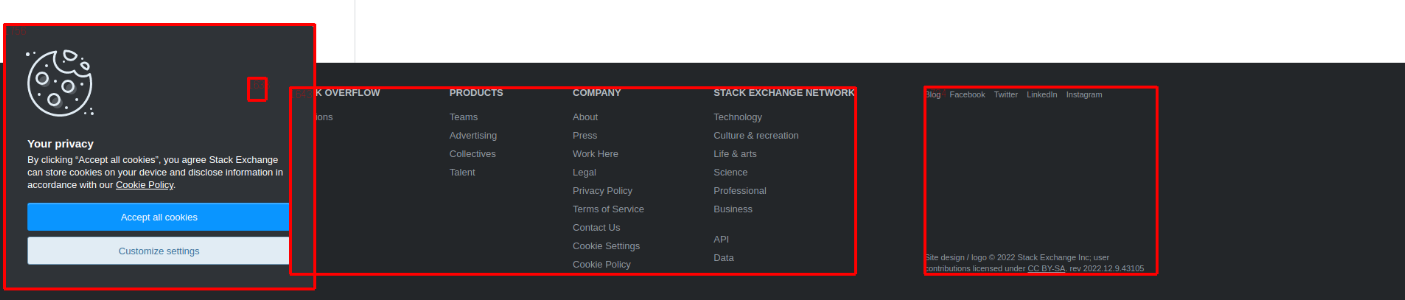 Your privacy
By clicking “Accept all cookies”, you agree Stack Exchange
can store cookies on your device and disclose information in
accordance with our Cookie Policy.
Accept all cookies
Customize settings
OVERFLOW
PRODUCTS
Teams
Advertising
Collectives
Talent
COMPANY
About
Press
Work Here
Legal
Privacy Policy
Terms of Service
Contact Us
Cookie Settings
Cookie Policy
STACK EXCHANGE NETWORK
Technology
Culture & recreation
Life & arts
Science
Professional
Business
API
Data
Blog Facebook Twitter LinkedIn Instagram
Site design / logo © 2022 Stack Exchange Inc; user
contributions licensed under CC BY-SA. rev 2022.12.9.43105